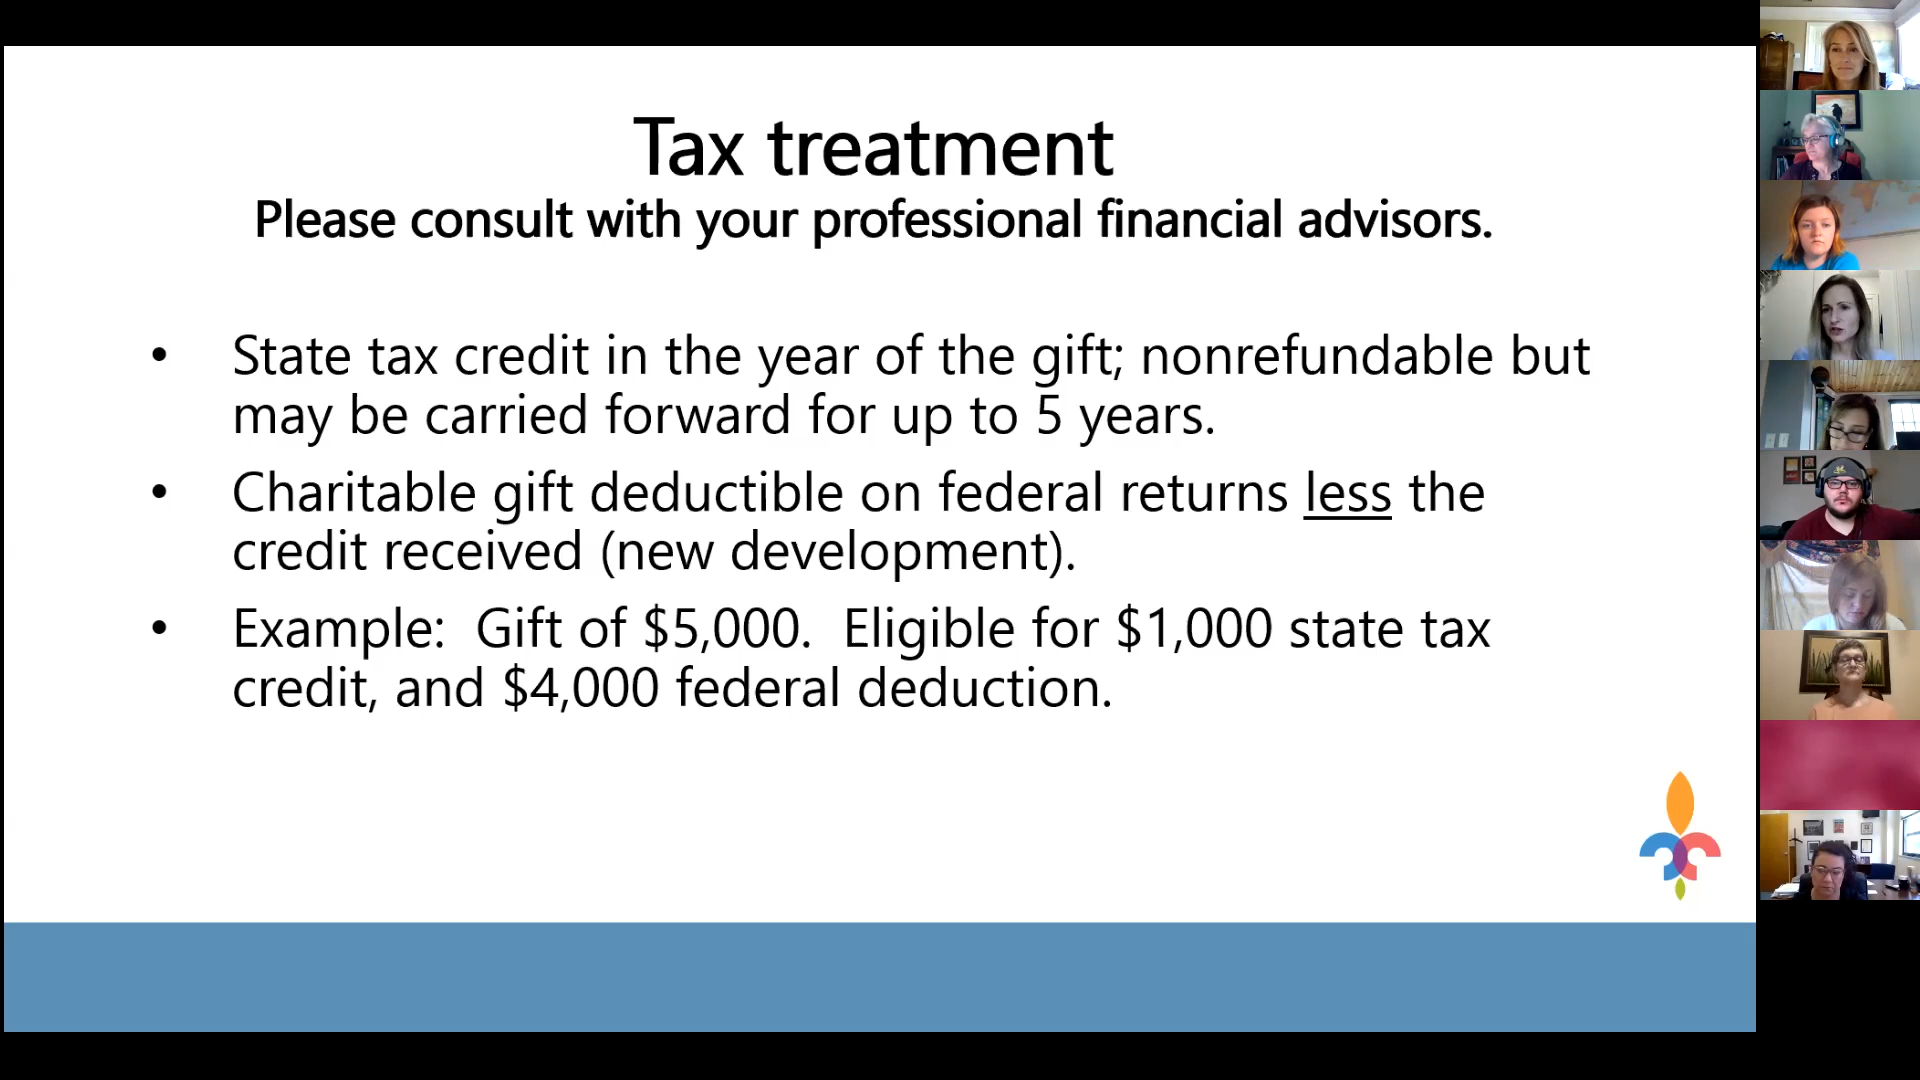 Tax treatment
Please consult with your professional financial advisors.
• State tax credit in the year of the gift; nonrefundable but
may be carried forward for up to 5 years.
• Charitable gift deductible on federal returns less the
credit received (new development).
• Example:  Gift of $5,000.  Eligible for $1,000 state tax
credit, and $4,000 federal deduction.